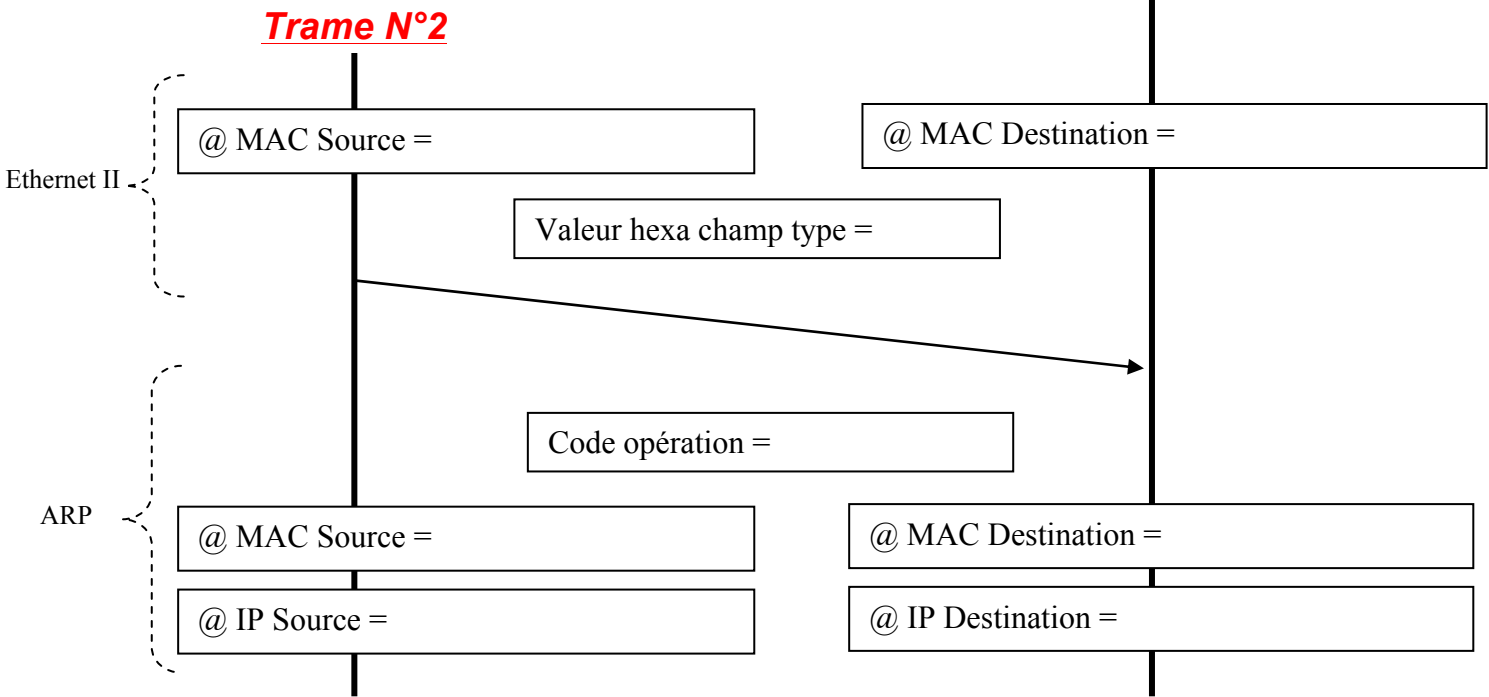 Trame N°2
@ MAC Source =
@ MAC Destination =
Ethernet II
Valeur hexa champ type =
Code opération =
ARP
@ MAC Source =
@ MAC Destination =
@ IP Source =
@ IP Destination =